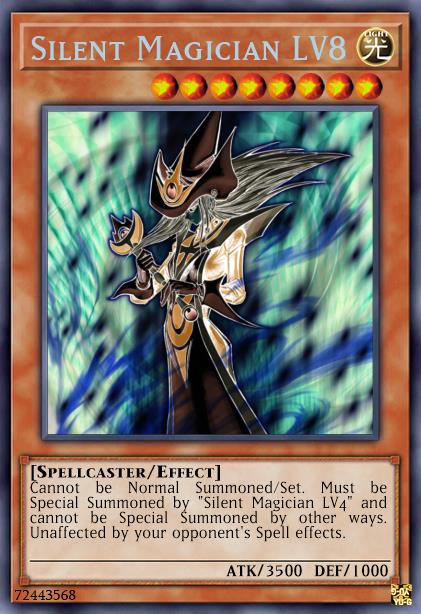 Silent Magician LV8
LIGHT
光
[Spellcaster/Effect]
Cannot be Normal Summoned/Set. Must be
Special Summoned by "Silent Magician LV4" and
cannot be Special Summoned by other ways.
Unaffected by your opponent's Spell effects.
ATK/3500 DEF/1000
72443568